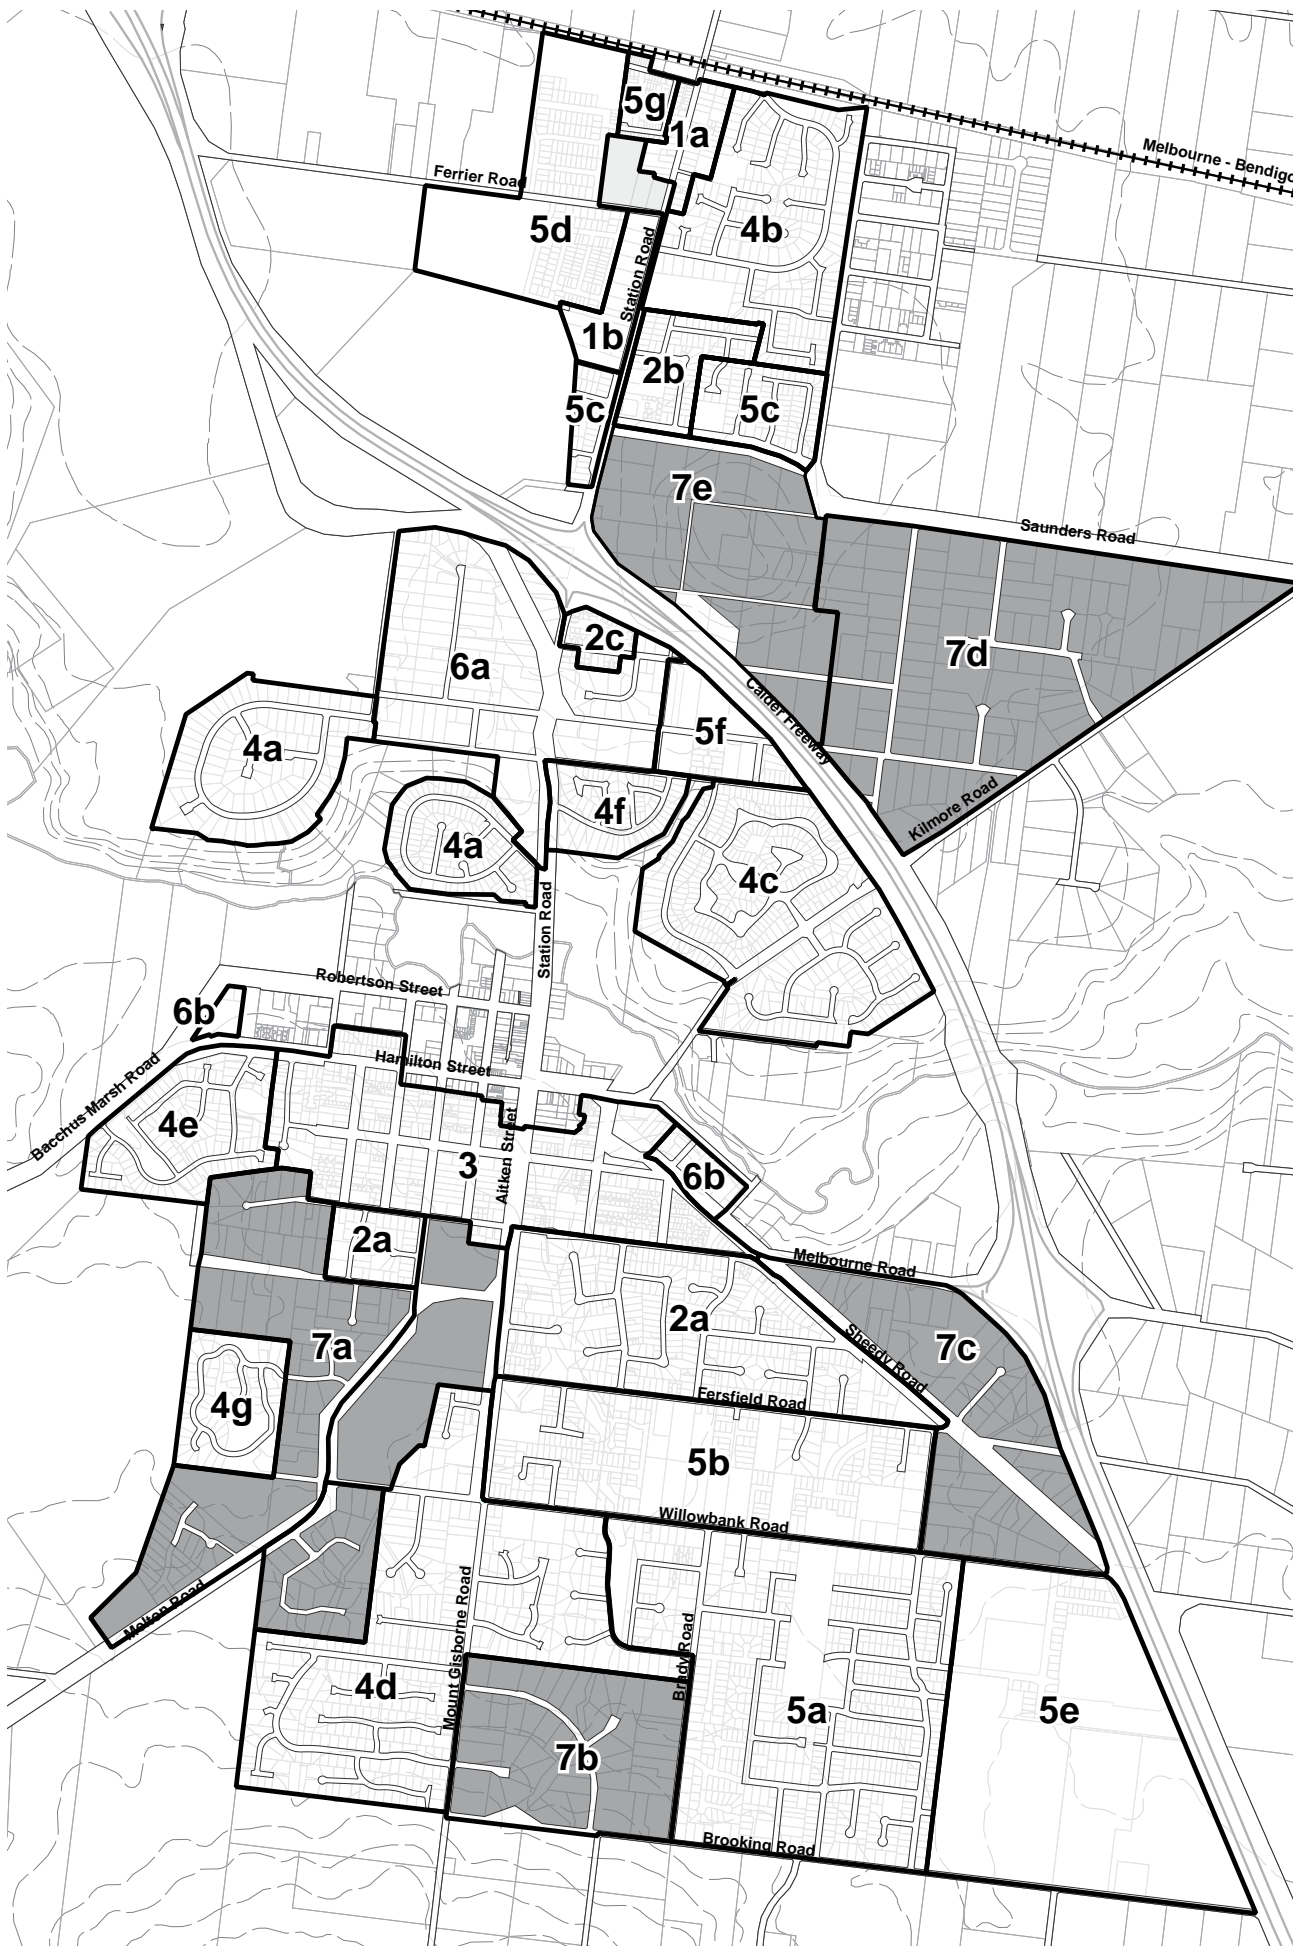 5g
1a
Melbourne - Bendigo
Ferrier Road
5d
4b
Station Road
1b
2b
5c
5c
7e
Saunders Road
2c
6a
7d
Calder Freeway
5f
4a
4f
Kilmore Road
4a
4c
Station Road
Robertson Street
6b
Hamilton Street
Bacchus Marsh Road
4e
Aitken Street
3
6b
2a
Melbourne Road
2a
7a
Sheedy Road
7c
Fersfield Road
4g
5b
Willowbank Road
Melton Road
Mount Gisborne Road
Brady Road
4d
5a
5e
7b
Brooking Road